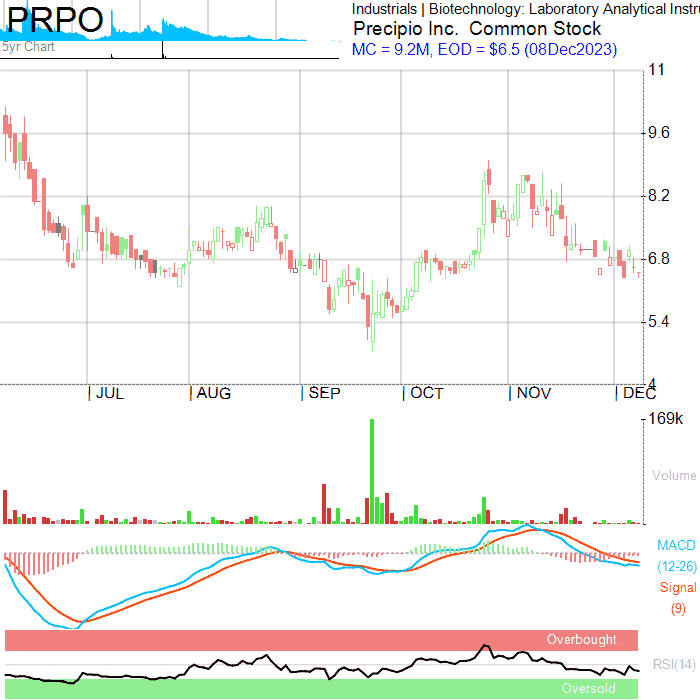 PRPO
5yr Chart
Industrials | Biotechnology: Laboratory Analytical Instru
Precipio Inc.  Common Stock
MC = 9.2M, EOD = $6.5 (08Dec2023)
11
9.6
8.2
6.8
5.4
4
JUL
AUG
SEP
OCT
NOV
DEC
169k
Volume
MACD
(12-26)
Signal
(9)
Overbought
RSI(14)
Oversold